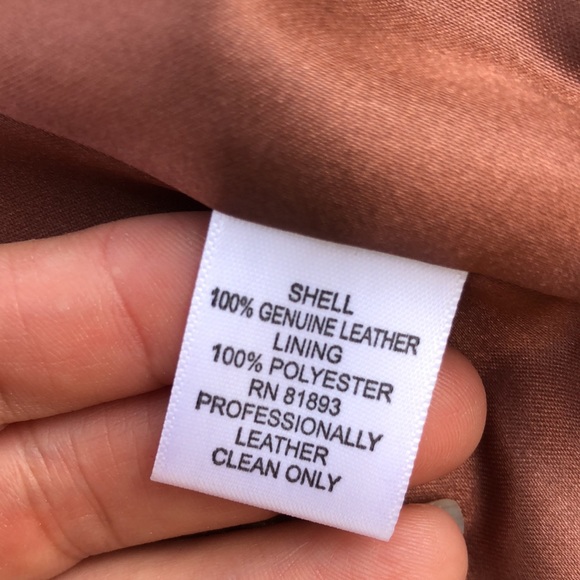 SHELL
100% GENUINE LEATHER
LINING
100% POLYESTER
RN 81893
PROFESSIONALLY
LEATHER
CLEAN ONLY